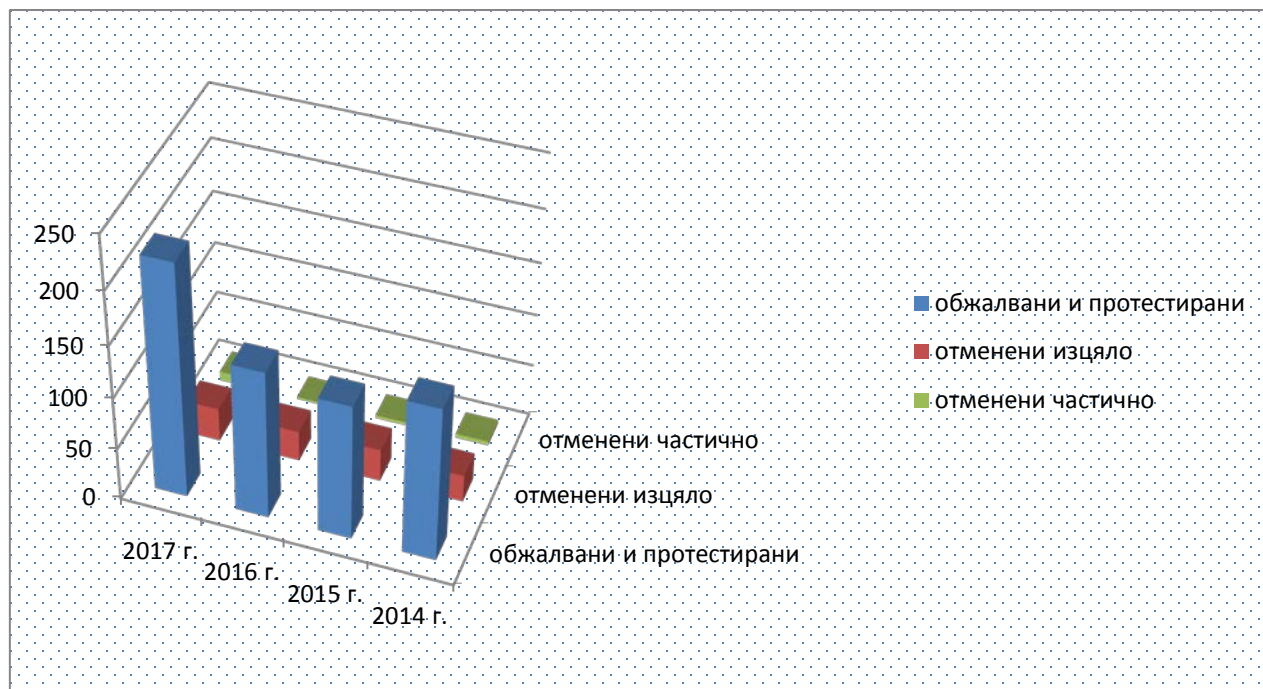 250
200
150
100
50
0
2017 г.
2016 г.
2015 г.
2014 г.
отменени частично
отменени изцяло
обжалвани и протестирани
обжалвани и протестирани
отменени изцяло
отменени частично